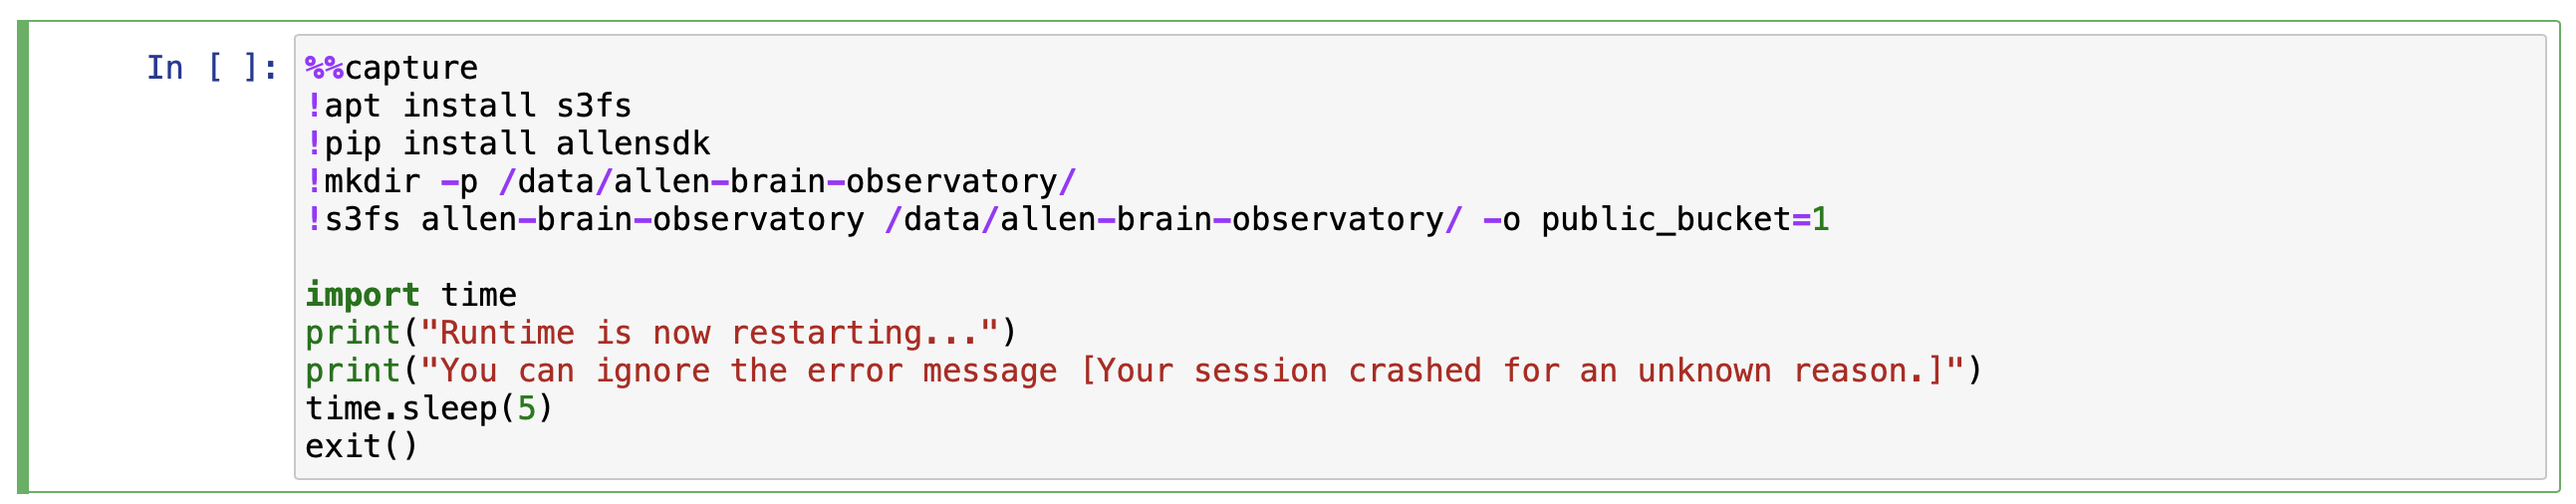 In [ ]:
%%capture
!apt install s3fs
!pip install allensdk
!mkdir -p /data/allen-brain-observatory/
!s3fs allen-brain-observatory /data/allen-brain-observatory/ -o public_bucket=1
import time
print("Runtime is now restarting...")
print("You can ignore the error message [Your session crashed for an unknown reason.]")
time.sleep(5)
exit()